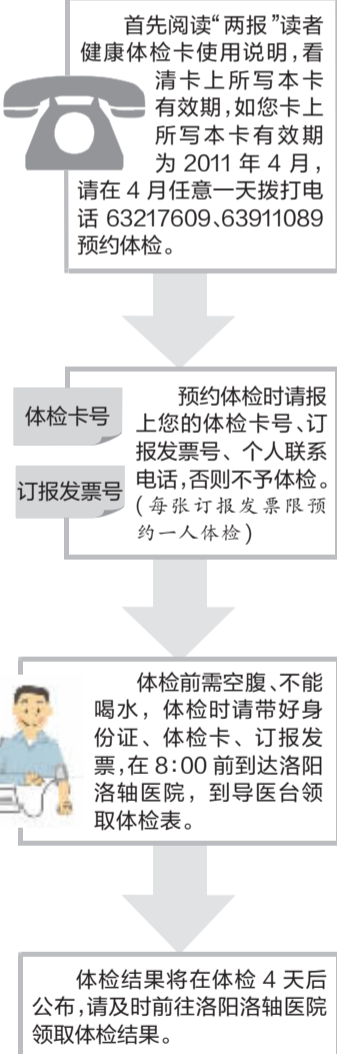 首先阅读“两报”读者
健康体检卡使用说明,看
清卡上所写本卡
有效期,如您卡上
所写本卡有效期
为 2011 年 4 月,
请在 4 月任意一天拨打电
话 63217609、63911089
预约体检。
体检卡号
订报发票号
预约体检时请报
上您的体检卡号、订
报发票号、个人联系
电话,否则不予体检。
(每张订报发票限预
约一人体检)
体检前需空腹、不能
喝水,体检时请带好身
份证、体检卡、订报发
票,在 8:00 前到达洛阳
洛轴医院,到导医台领
取体检表。
体检结果将在体检 4 天后
公布,请及时前往洛阳洛轴医院
领取体检结果。